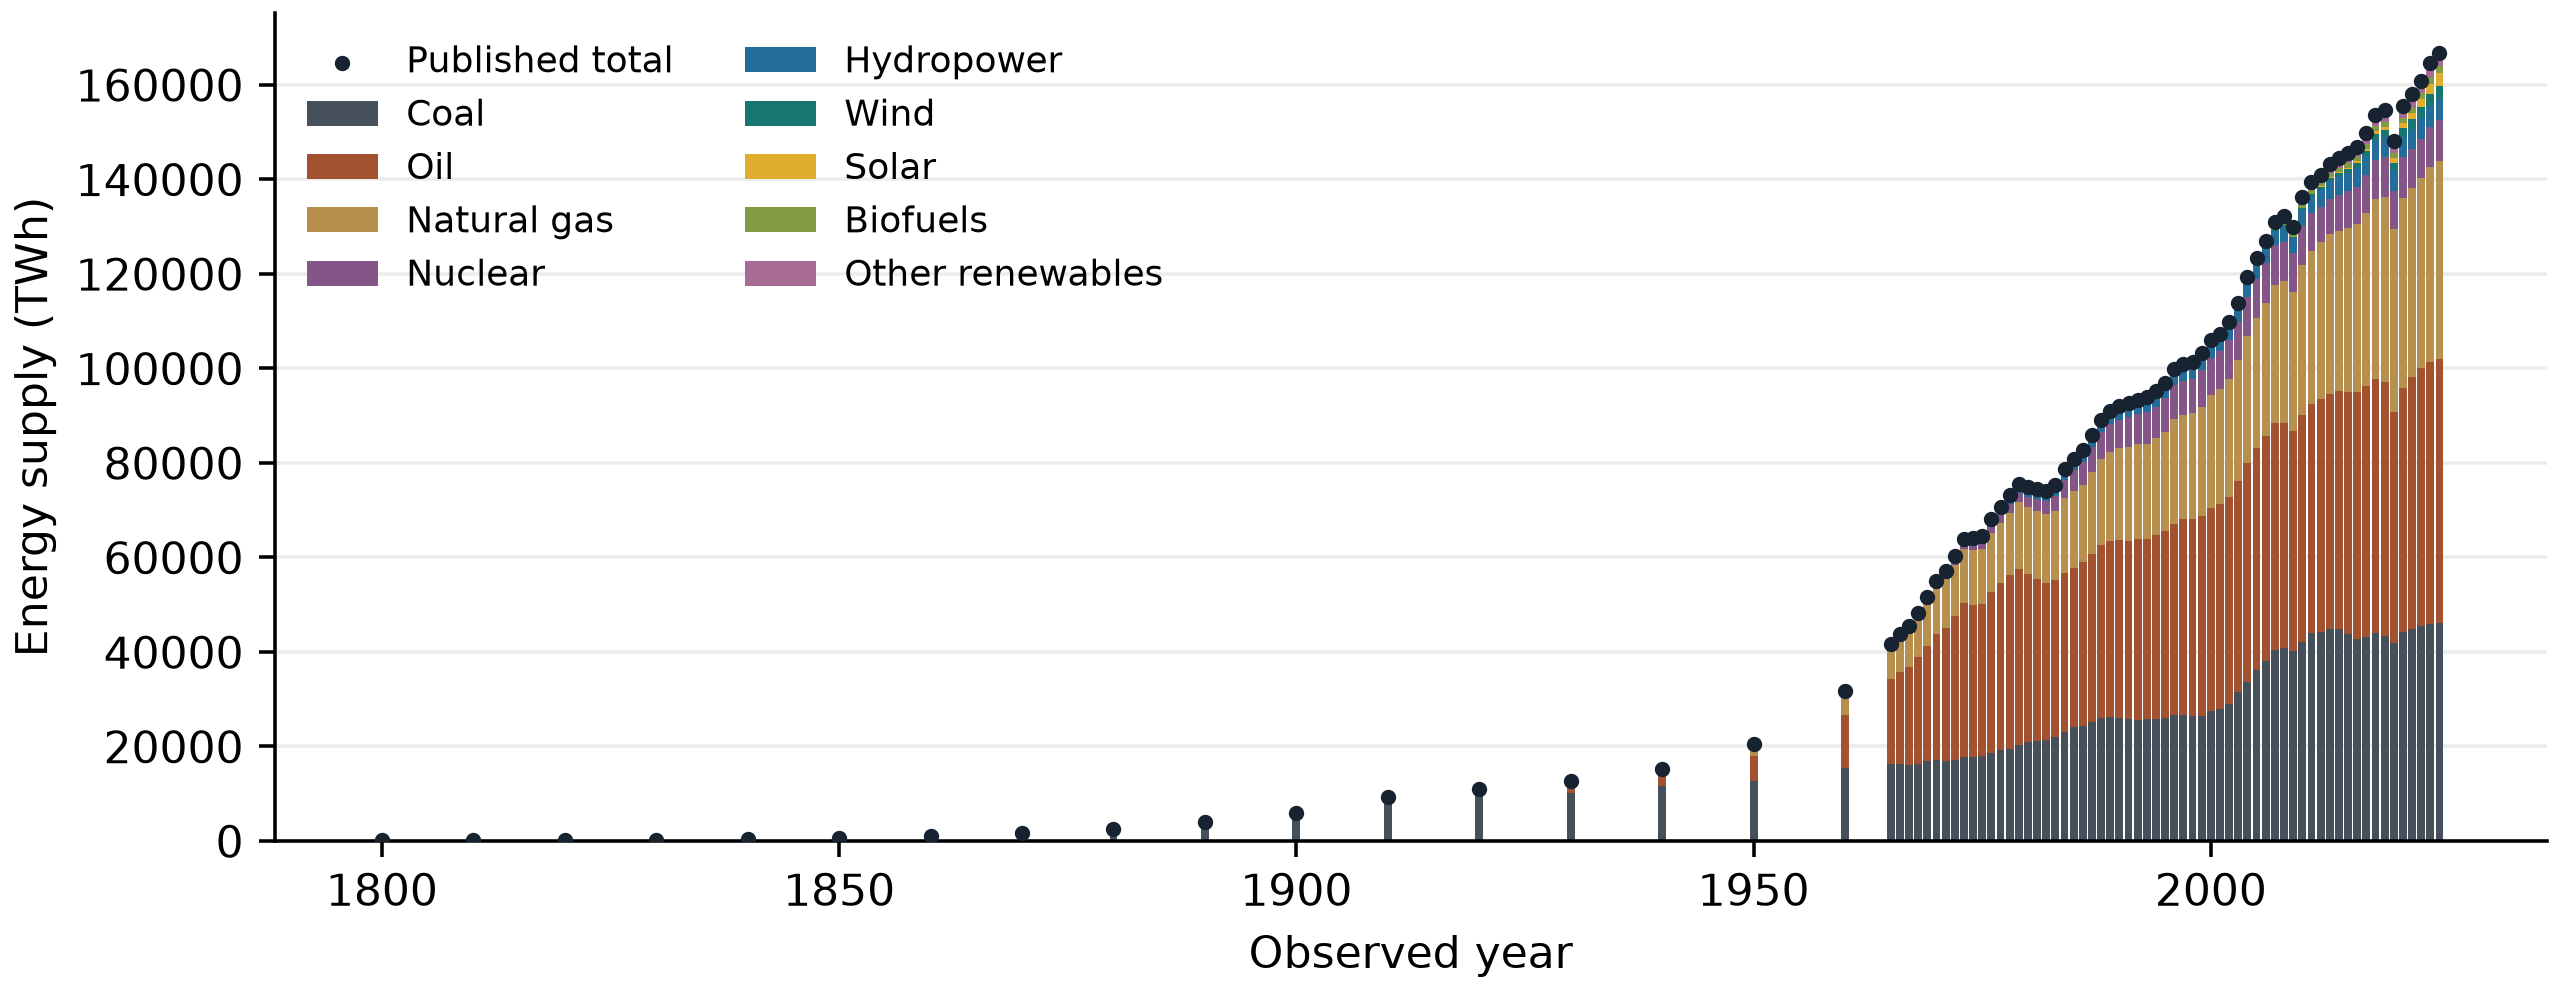 Published total
Coal
Oil
Natural gas
Nuclear
Hydropower
Wind
Solar
Biofuels
Other renewables
Energy supply (TWh)
160000
140000
120000
100000
80000
60000
40000
20000
0
1800 1850 1900 1950 2000
Observed year